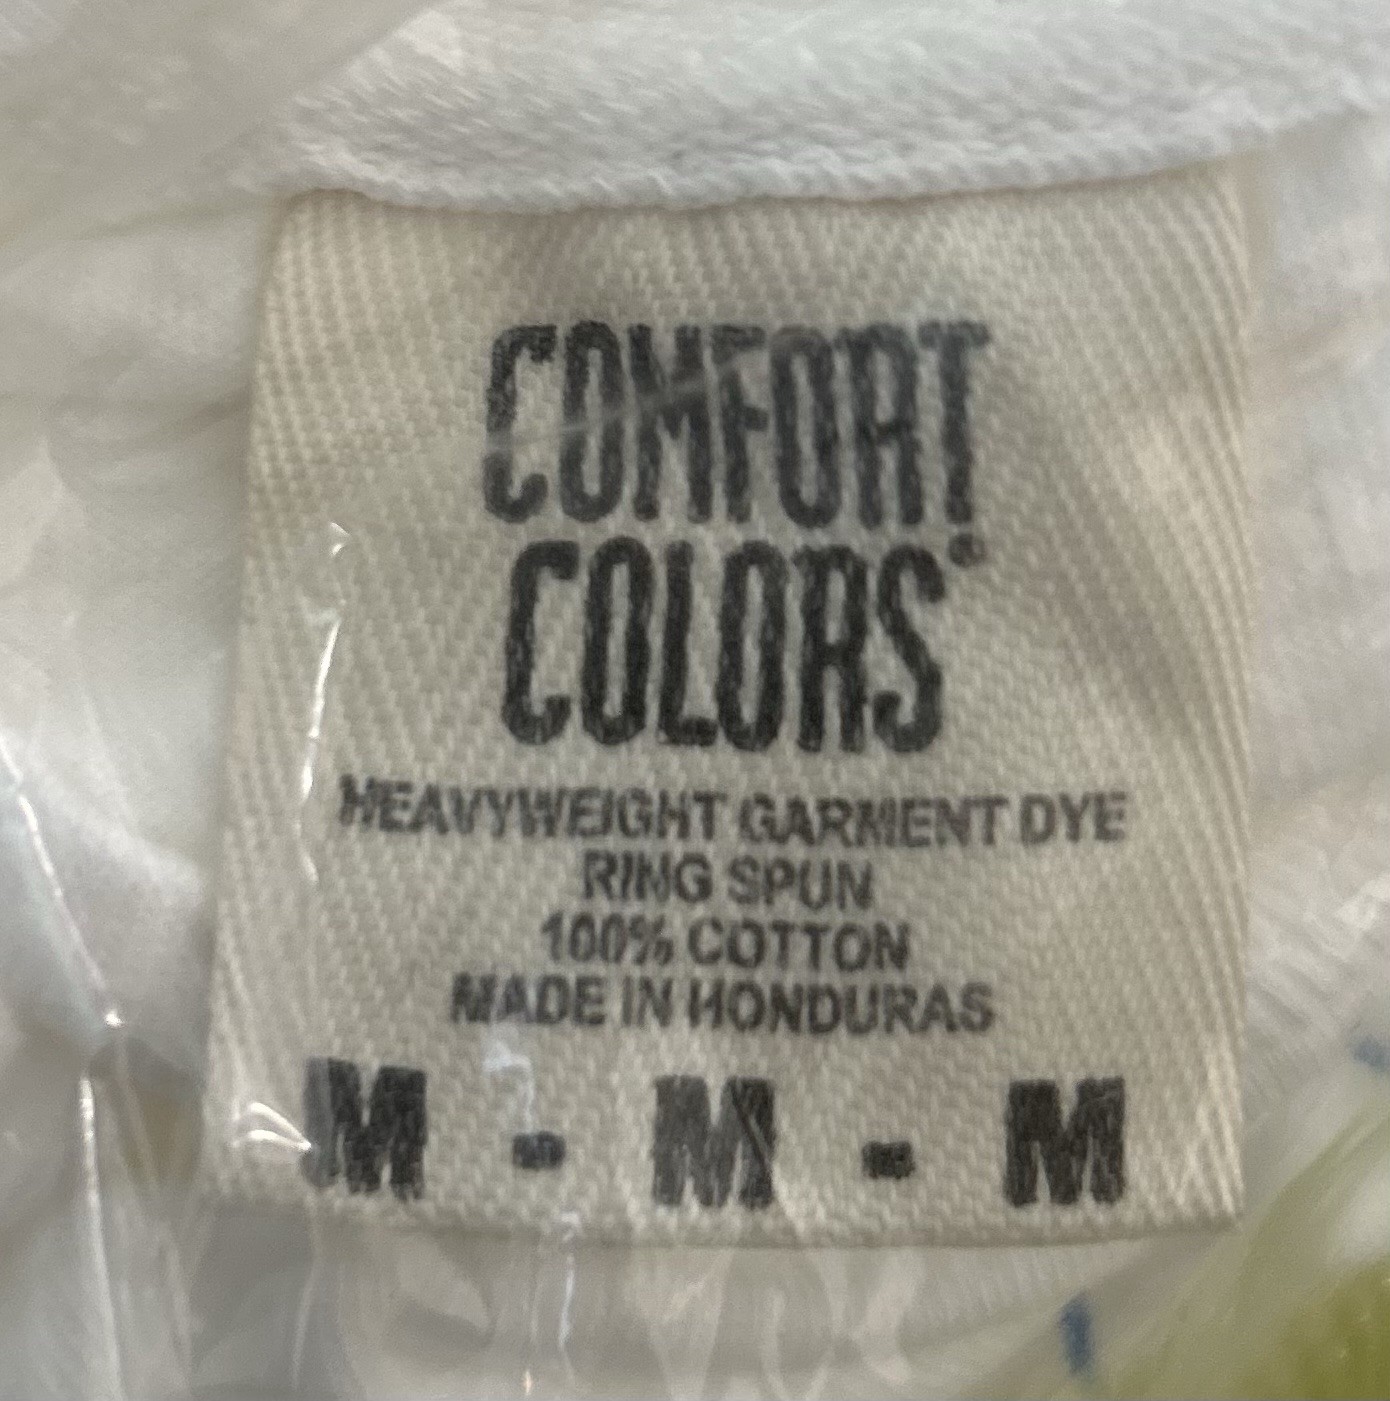 COMFORT
COLORS®
HEAVYWEIGHT GARMENT DYE
RING SPUN
100% COTTON
MADE IN HONDURAS
M - M - M